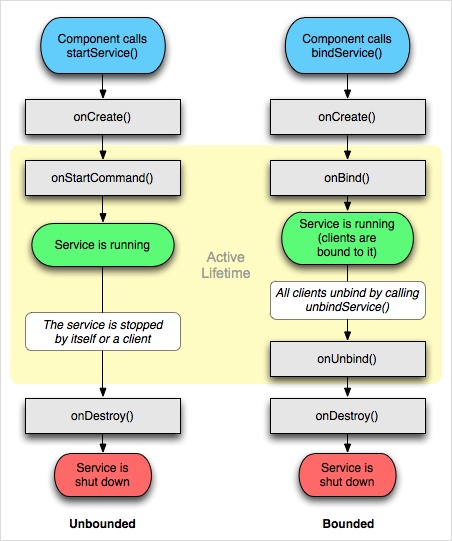 Component calls
startService()
onCreate()
onStartCommand()
Service is running
The service is stopped
by itself or a client
onDestroy()
Service is
shut down
Unbounded
Active
Lifetime
Component calls
bindService()
onCreate()
onBind()
Service is running
(clients are
bound to it)
All clients unbind by calling
unbindService()
onUnbind()
onDestroy()
Service is
shut down
Bounded